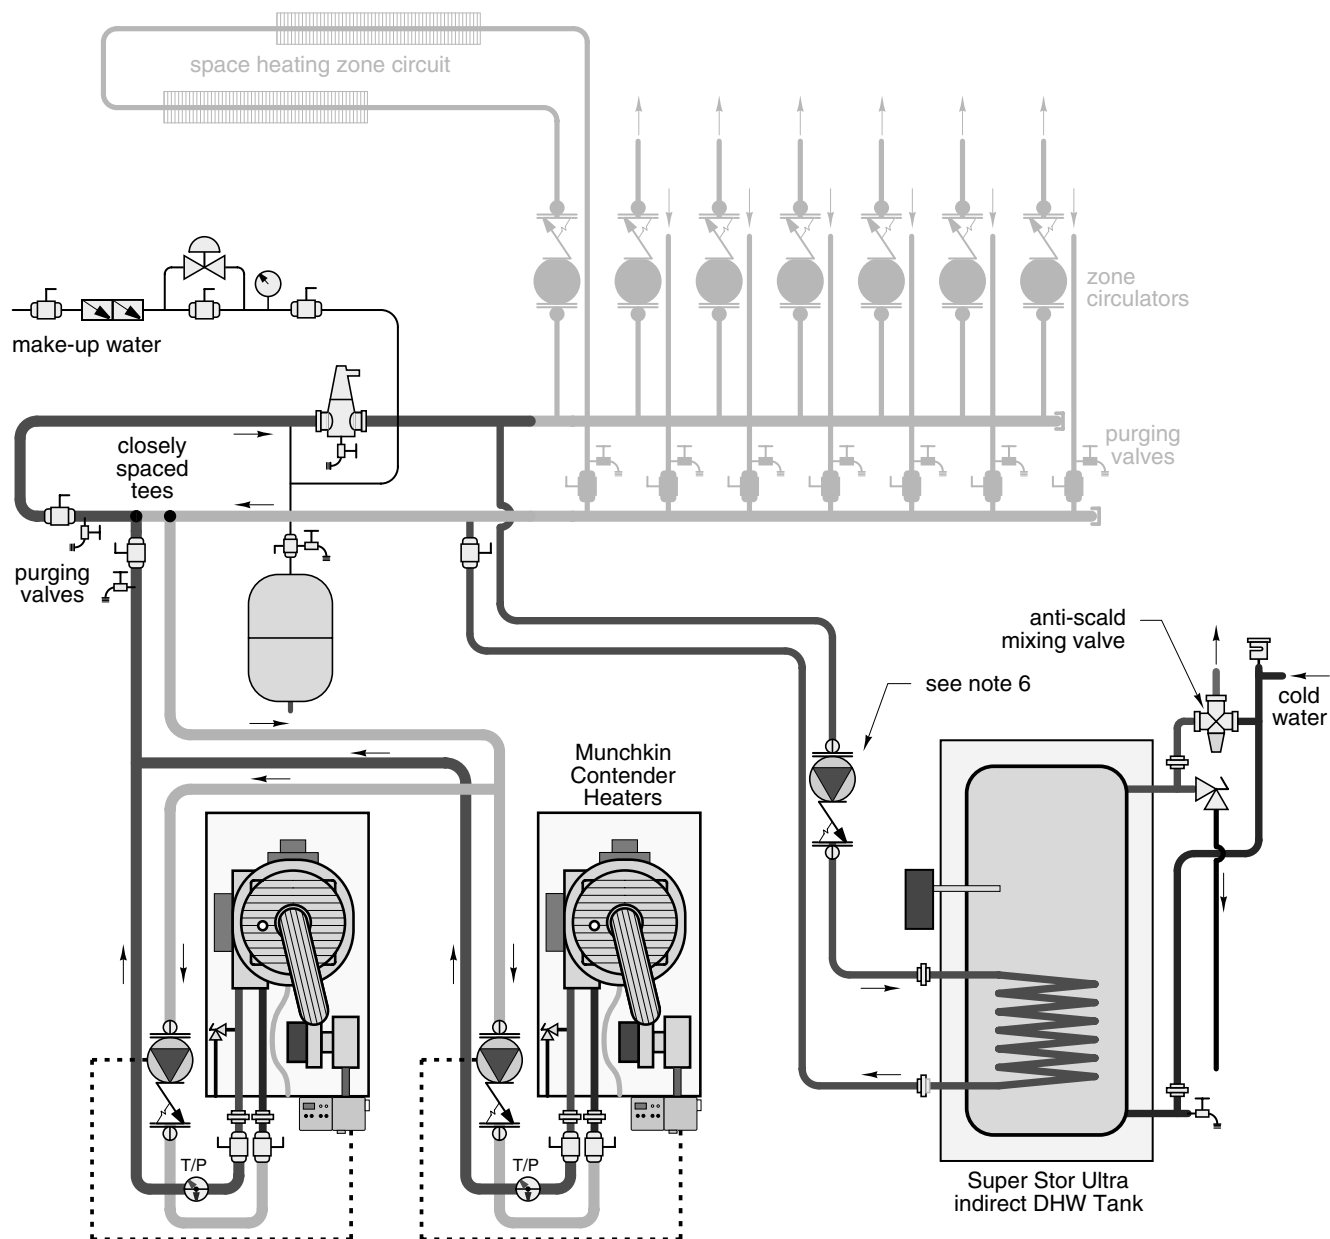 space heating zone circuit
zone
circulators
make-up water
closely
spaced
tees
purging
valves
purging
valves
anti-scald
mixing valve
see note 6
cold
water
Munchkin
Contender
Heaters
T/P
T/P
Super Stor Ultra
indirect DHW Tank